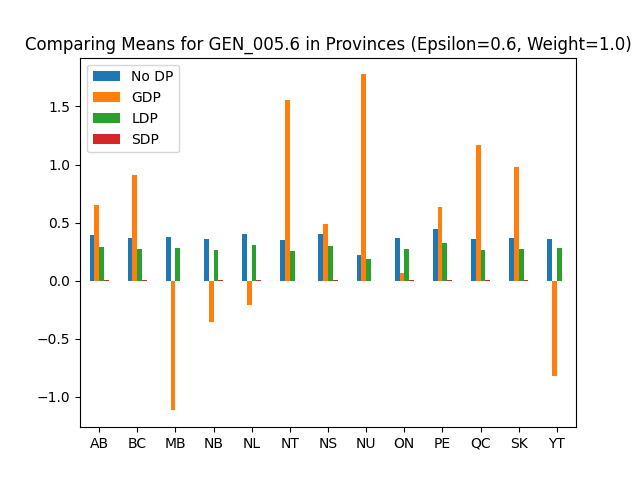 Comparing Means for GEN_005.6 in Provinces (Epsilon=0.6, Weight=1.0)
No DP
GDP
LDP
SDP
1.5
1.0
0.5
0.0
−0.5
−1.0
AB BC MB NB NL NT NS NU ON PE QC SK YT